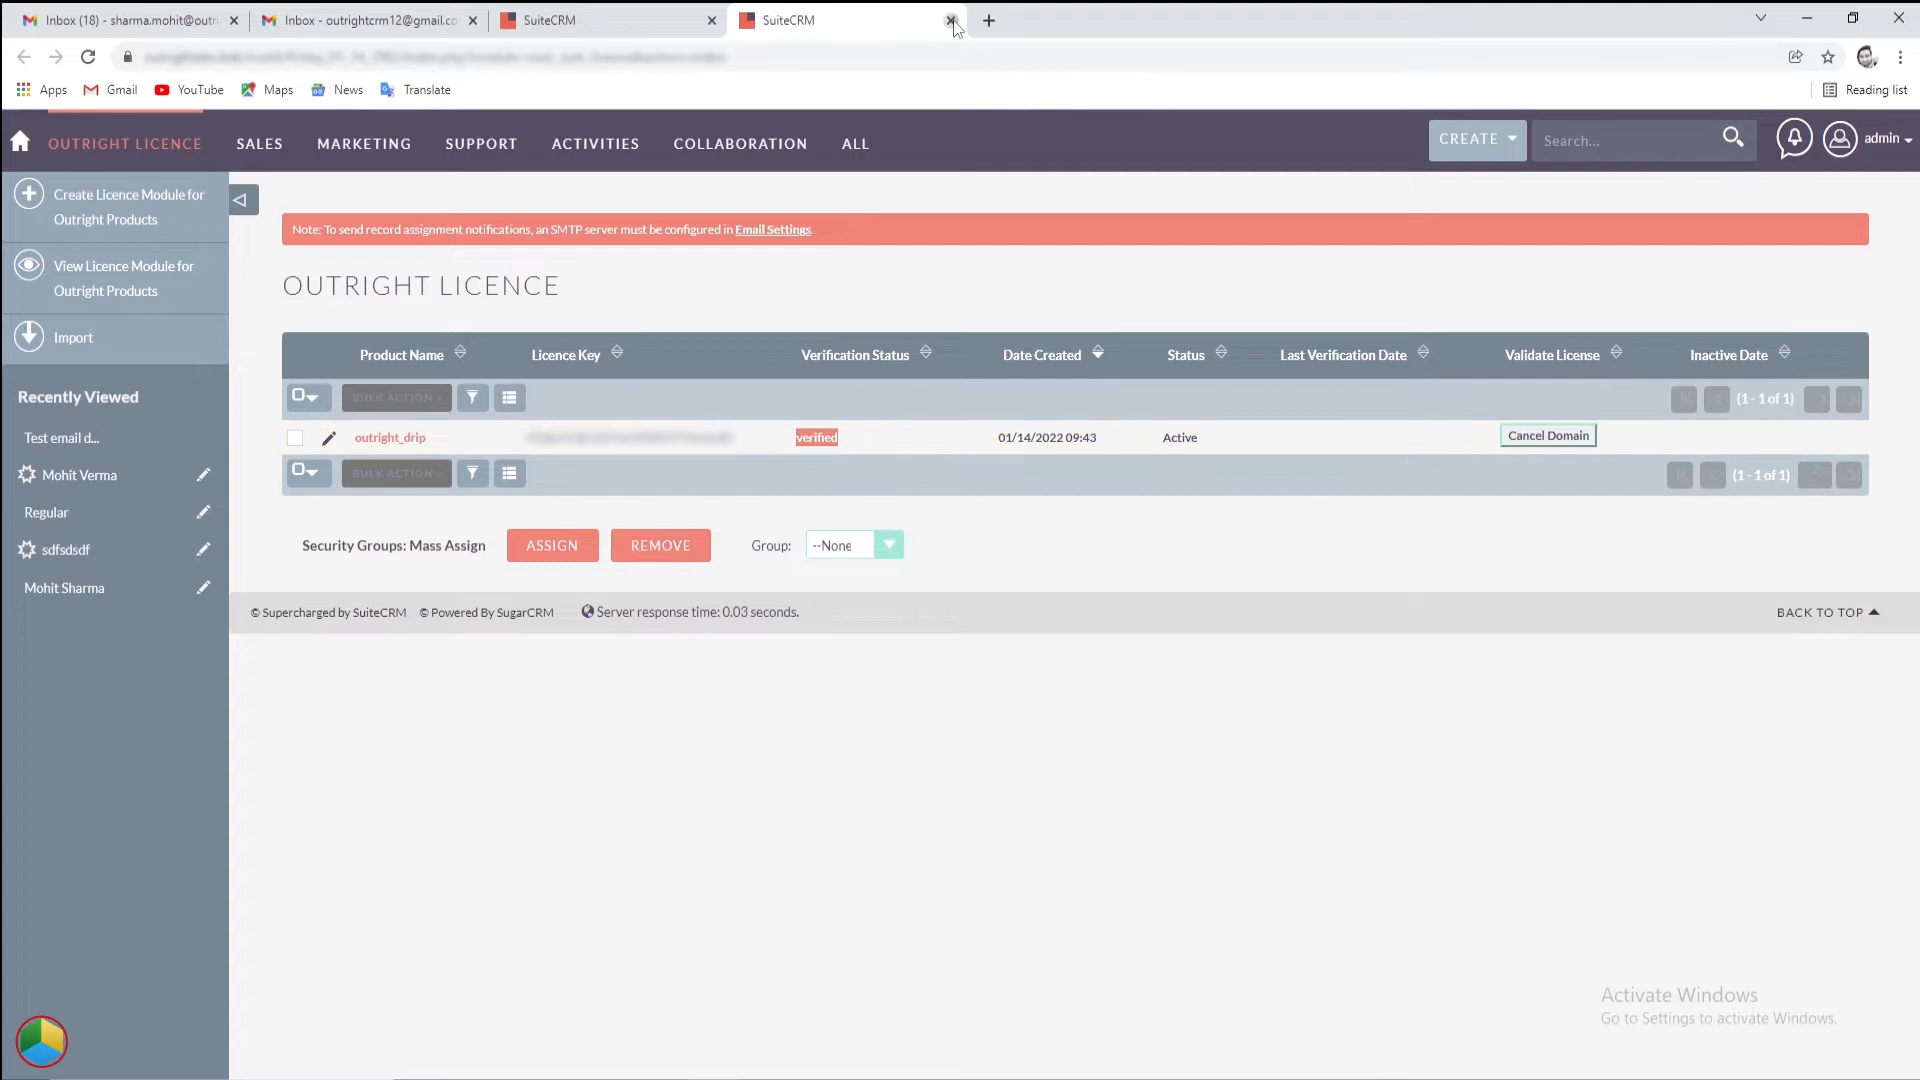 Inbox (18) - sharma.mohit@outri
Inbox - outrightcrm12@gmail.co
SuiteCRM
SuiteCRM
Apps
Gmail
YouTube
Maps
News
Translate
Reading list
OUTRIGHT LICENCE
SALES
MARKETING
SUPPORT
ACTIVITIES
COLLABORATION
ALL
CREATE
Search...
admin
Create Licence Module for
Outright Products
View Licence Module for
Outright Products
Import
Recently Viewed
Test email d...
Mohit Verma
Regular
sdfsdsdf
Mohit Sharma
Note: To send record assignment notifications, an SMTP server must be configured in Email Settings.
OUTRIGHT LICENCE
Product Name
Licence Key
Verification Status
Date Created
Status
Last Verification Date
Validate License
Inactive Date
BULK ACTION
(1 - 1 of 1)
outright_drip
verified
01/14/2022 09:43
Active
Cancel Domain
BULK ACTION
(1 - 1 of 1)
Security Groups: Mass Assign
ASSIGN
REMOVE
Group:
--None
© Supercharged by SuiteCRM
© Powered By SugarCRM
Server response time: 0.03 seconds.
BACK TO TOP
Activate Windows
Go to Settings to activate Windows.